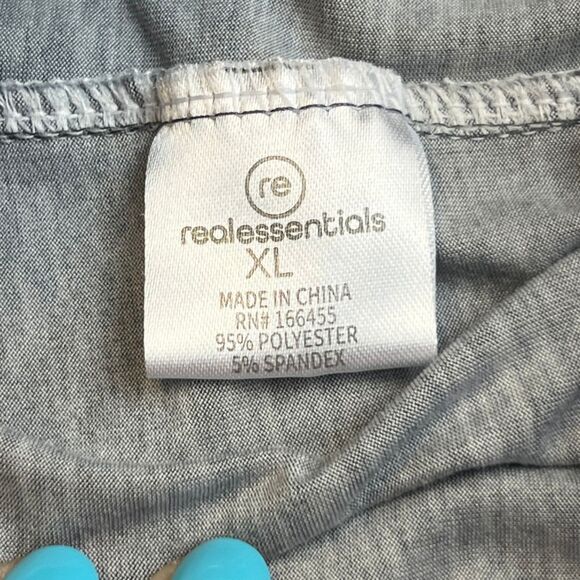 re
realessentials
XL
MADE IN CHINA
RN# 166455
95% POLYESTER
5% SPANDEX